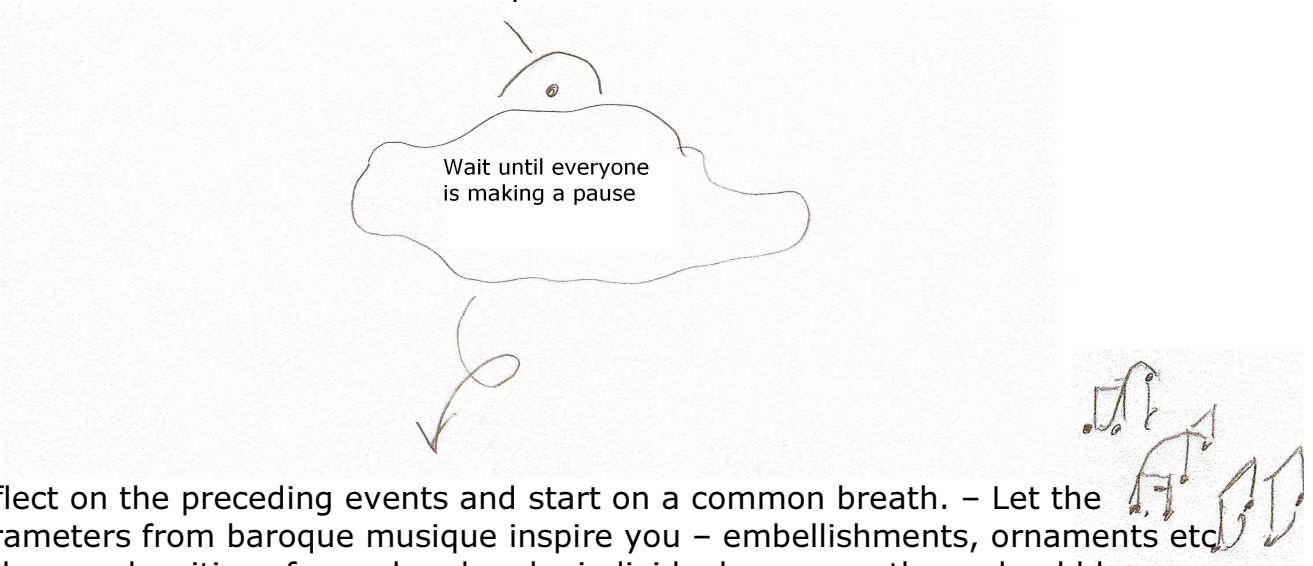 Wait until everyone
is making a pause
flect on the preceding events and start on a common breath. – Let the
rameters from baroque musique inspire you – embellishments, ornaments etc